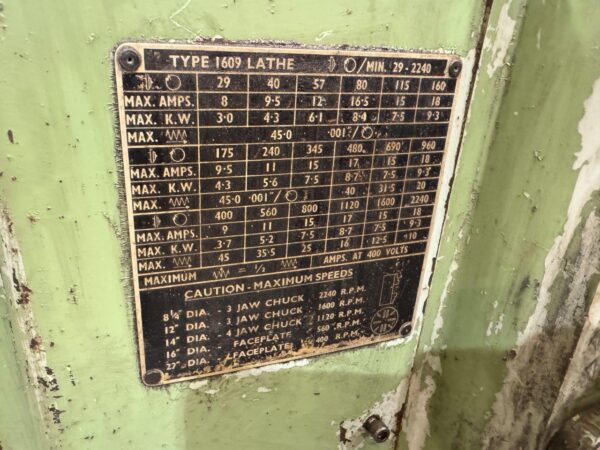 TYPE 1609 LATHE /MIN. 29-2240
29 40 57 80 115 160
MAX. AMPS. 8 9·5 12 16·5 15 18
MAX. K.W. 3·0 4·3 6·1 8·4 7·5 9·3
MAX. 45·0 ·001"/
175 240 345 480 690 960
MAX. AMPS. 9·5 11 15 17 15 18
MAX. K.W. 4·3 5·6 7·5 8·7 7·5 9·3
MAX. 45·0 ·001"/ 40 31·5 20
400 560 800 1120 1600 2240
MAX. AMPS. 9 11 15 17 15 18
MAX. K.W. 3·7 5·2 7·5 8·7 7·5 9·3
MAX. 45 35·5 25 16 12·5 10
MAXIMUM = ½ AMPS. AT 400 VOLTS
CAUTION - MAXIMUM SPEEDS
8¼" DIA. 3 JAW CHUCK 2240 R.P.M.
12" DIA. 3 JAW CHUCK 1600 R.P.M.
14" DIA. 4 JAW CHUCK 1120 R.P.M.
16" DIA. FACEPLATE 560 R.P.M.
27" DIA. FACEPLATE 400 R.P.M.